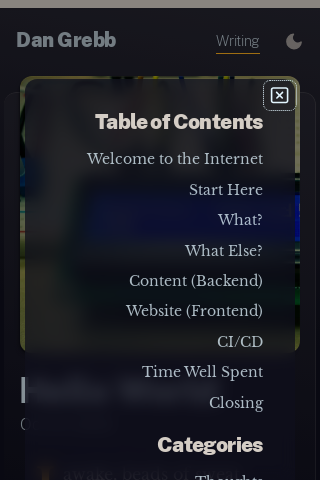 Dan Grebb
Writing
Table of Contents
Welcome to the Internet
Start Here
What?
What Else?
Content (Backend)
Website (Frontend)
CI/CD
Time Well Spent
Closing
Categories
Thoughts